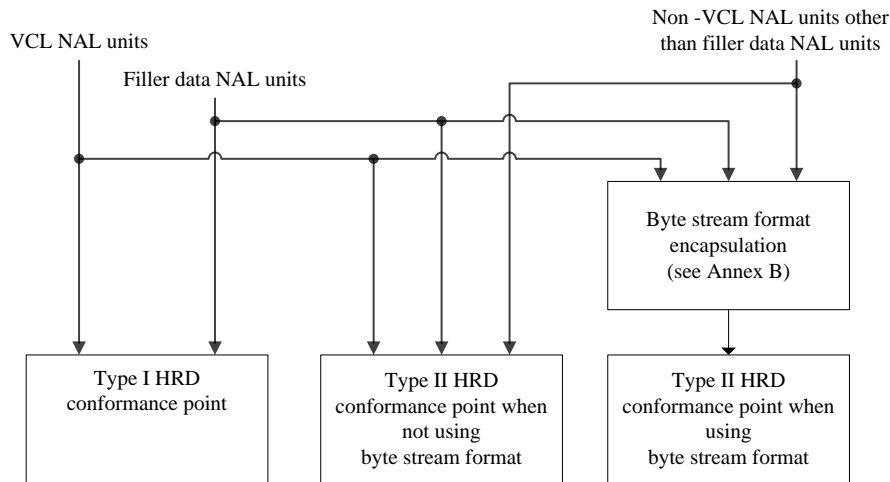 Non -VCL NAL units other
than filler data NAL units
VCL NAL units
Filler data NAL units
Byte stream format
encapsulation
(see Annex B)
Type I HRD
conformance point
Type II HRD
conformance point when
not using
byte stream format
Type II HRD
conformance point when
using
byte stream format